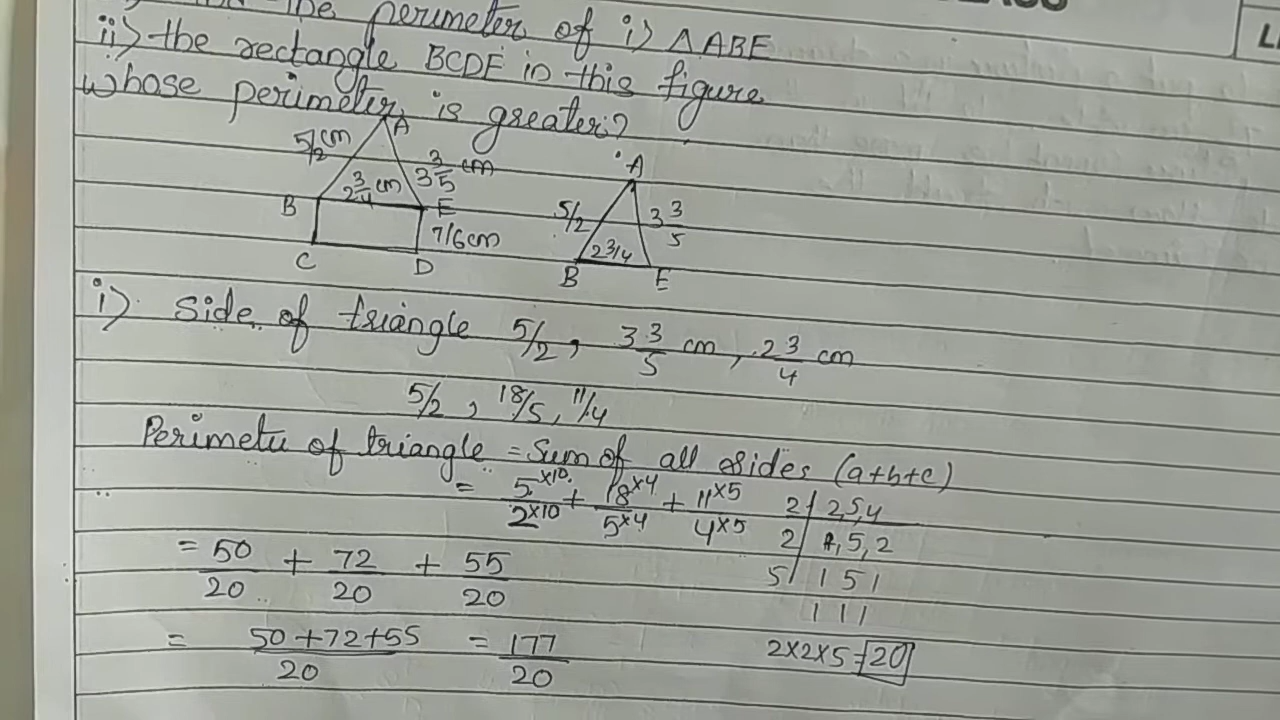 the perimeter of i) △ABE
ii) the rectangle BCDE in this figure
whose perimeter is greater?
5/2 cm
A
3 3/5 cm
2 3/4 cm
B
E
7/6 cm
C
D
A
5/2
3 3/5
2 3/4
B
E
i) Side of triangle 5/2, 3 3/5 cm, 2 3/4 cm
5/2, 18/5, 11/4
Perimetu of triangle = Sum of all sides (a+b+c)
= 5×10/2×10 + 18×4/5×4 + 11×5/4×5
2 | 2,5,4
2 | 1,5,2
5 | 1 5 1
1 1 1
= 50/20 + 72/20 + 55/20
= 50+72+55/20 = 177/20
2×2×5=20